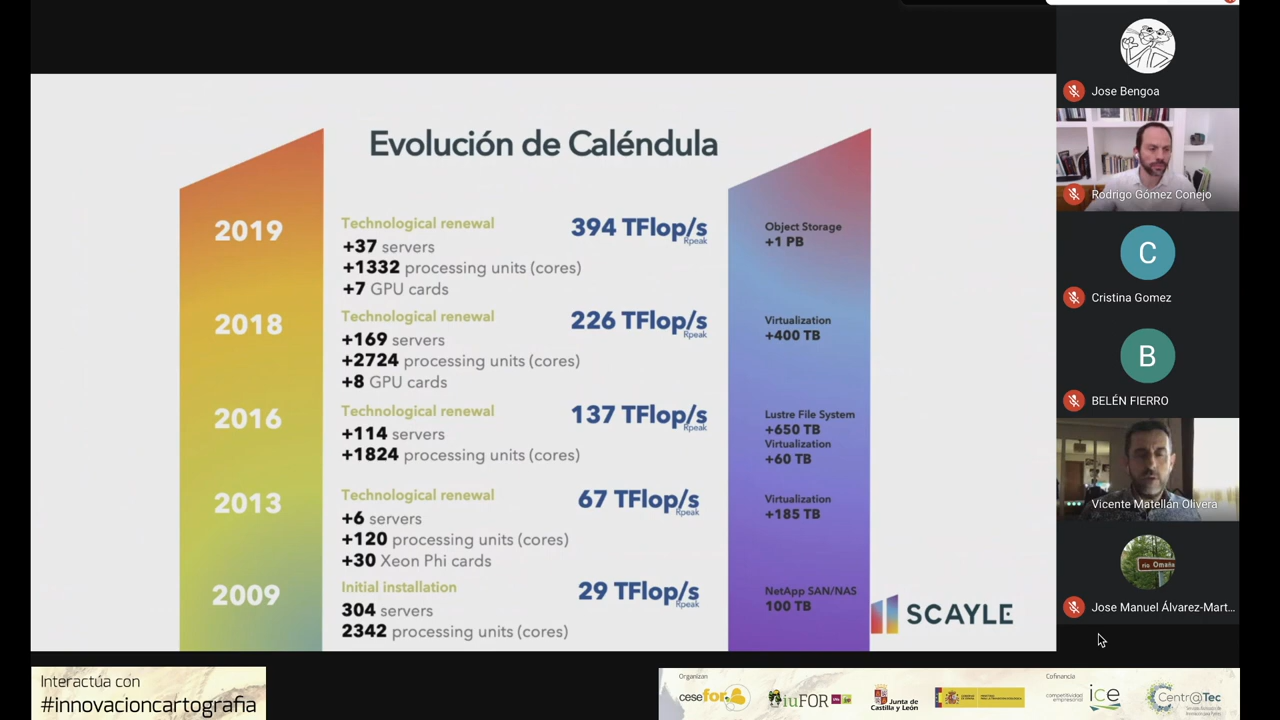 Evolución de Caléndula
2019
Technological renewal
394 TFlop/s
Rpeak
+37 servers
+1332 processing units (cores)
+7 GPU cards
Object Storage
+1 PB
2018
Technological renewal
226 TFlop/s
Rpeak
+169 servers
+2724 processing units (cores)
+8 GPU cards
Virtualization
+400 TB
2016
Technological renewal
137 TFlop/s
Rpeak
+114 servers
+1824 processing units (cores)
Lustre File System
+650 TB
Virtualization
+60 TB
2013
Technological renewal
67 TFlop/s
Rpeak
+6 servers
+120 processing units (cores)
+30 Xeon Phi cards
Virtualization
+185 TB
2009
Initial installation
29 TFlop/s
Rpeak
304 servers
2342 processing units (cores)
NetApp SAN/NAS
100 TB
SCAYLE
Jose Bengoa
Rodrigo Gómez Conejo
C
Cristina Gomez
B
BELÉN FIERRO
Vicente Matellán Olivera
río Omaña
Jose Manuel Álvarez-Mart...
Interactúa con
#innovacioncartografia
Organizan
cesefor
iuFOR
Junta de
Castilla y León
Cofinancia
competitividad
empresarial
ice
Centr@Tec